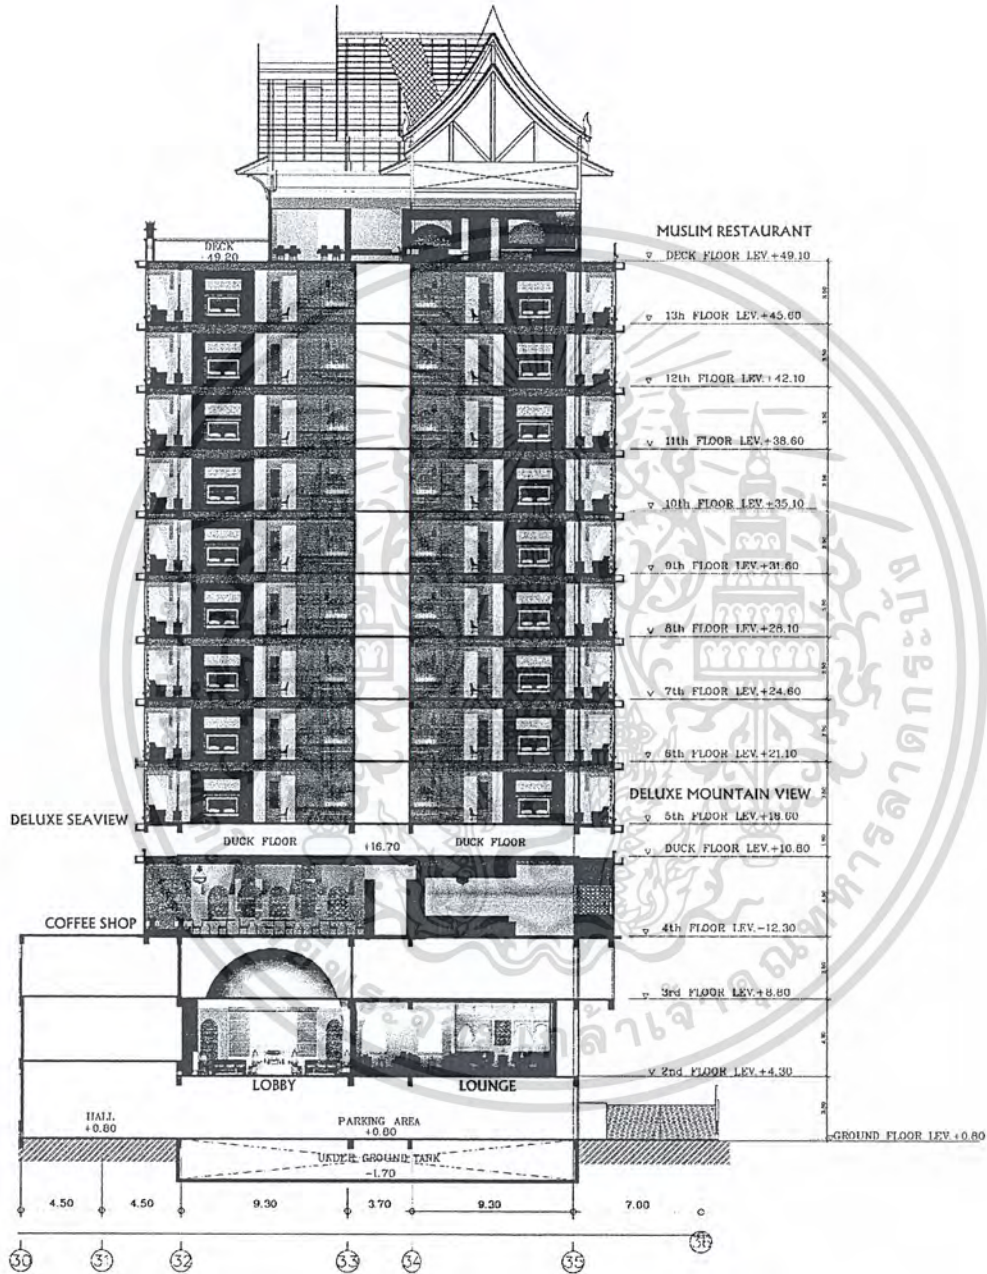 MUSLIM RESTAURANT
DECK
+49.20
DECK FLOOR LEV.+49.10
13h FLOOR LEV.+45.60
12th FLOOR LEV.+42.10
11th FLOOR LEV.+38.60
10th FLOOR LEV.+35.10
9th FLOOR LEV.+31.60
8th FLOOR LEV.+28.10
7th FLOOR LEV.+24.60
6th FLOOR LEV.+21.10
DELUXE SEAVIEW
DELUXE MOUNTAIN VIEW
5th FLOOR LEV.+18.60
DUCK FLOOR
+16.70
DUCK FLOOR
DUCK FLOOR LEV.+10.80
COFFEE SHOP
4th FLOOR LEV.-12.30
3rd FLOOR LEV.+8.80
2nd FLOOR LEV.+4.30
LOBBY
LOUNGE
HALL
+0.80
PARKING AREA
+0.80
GROUND FLOOR LEV.+0.80
UNDER GROUND TANK
-1.70
4.50 4.50 9.30 3.70 9.30 7.00
30 31 32 33 34 35 36